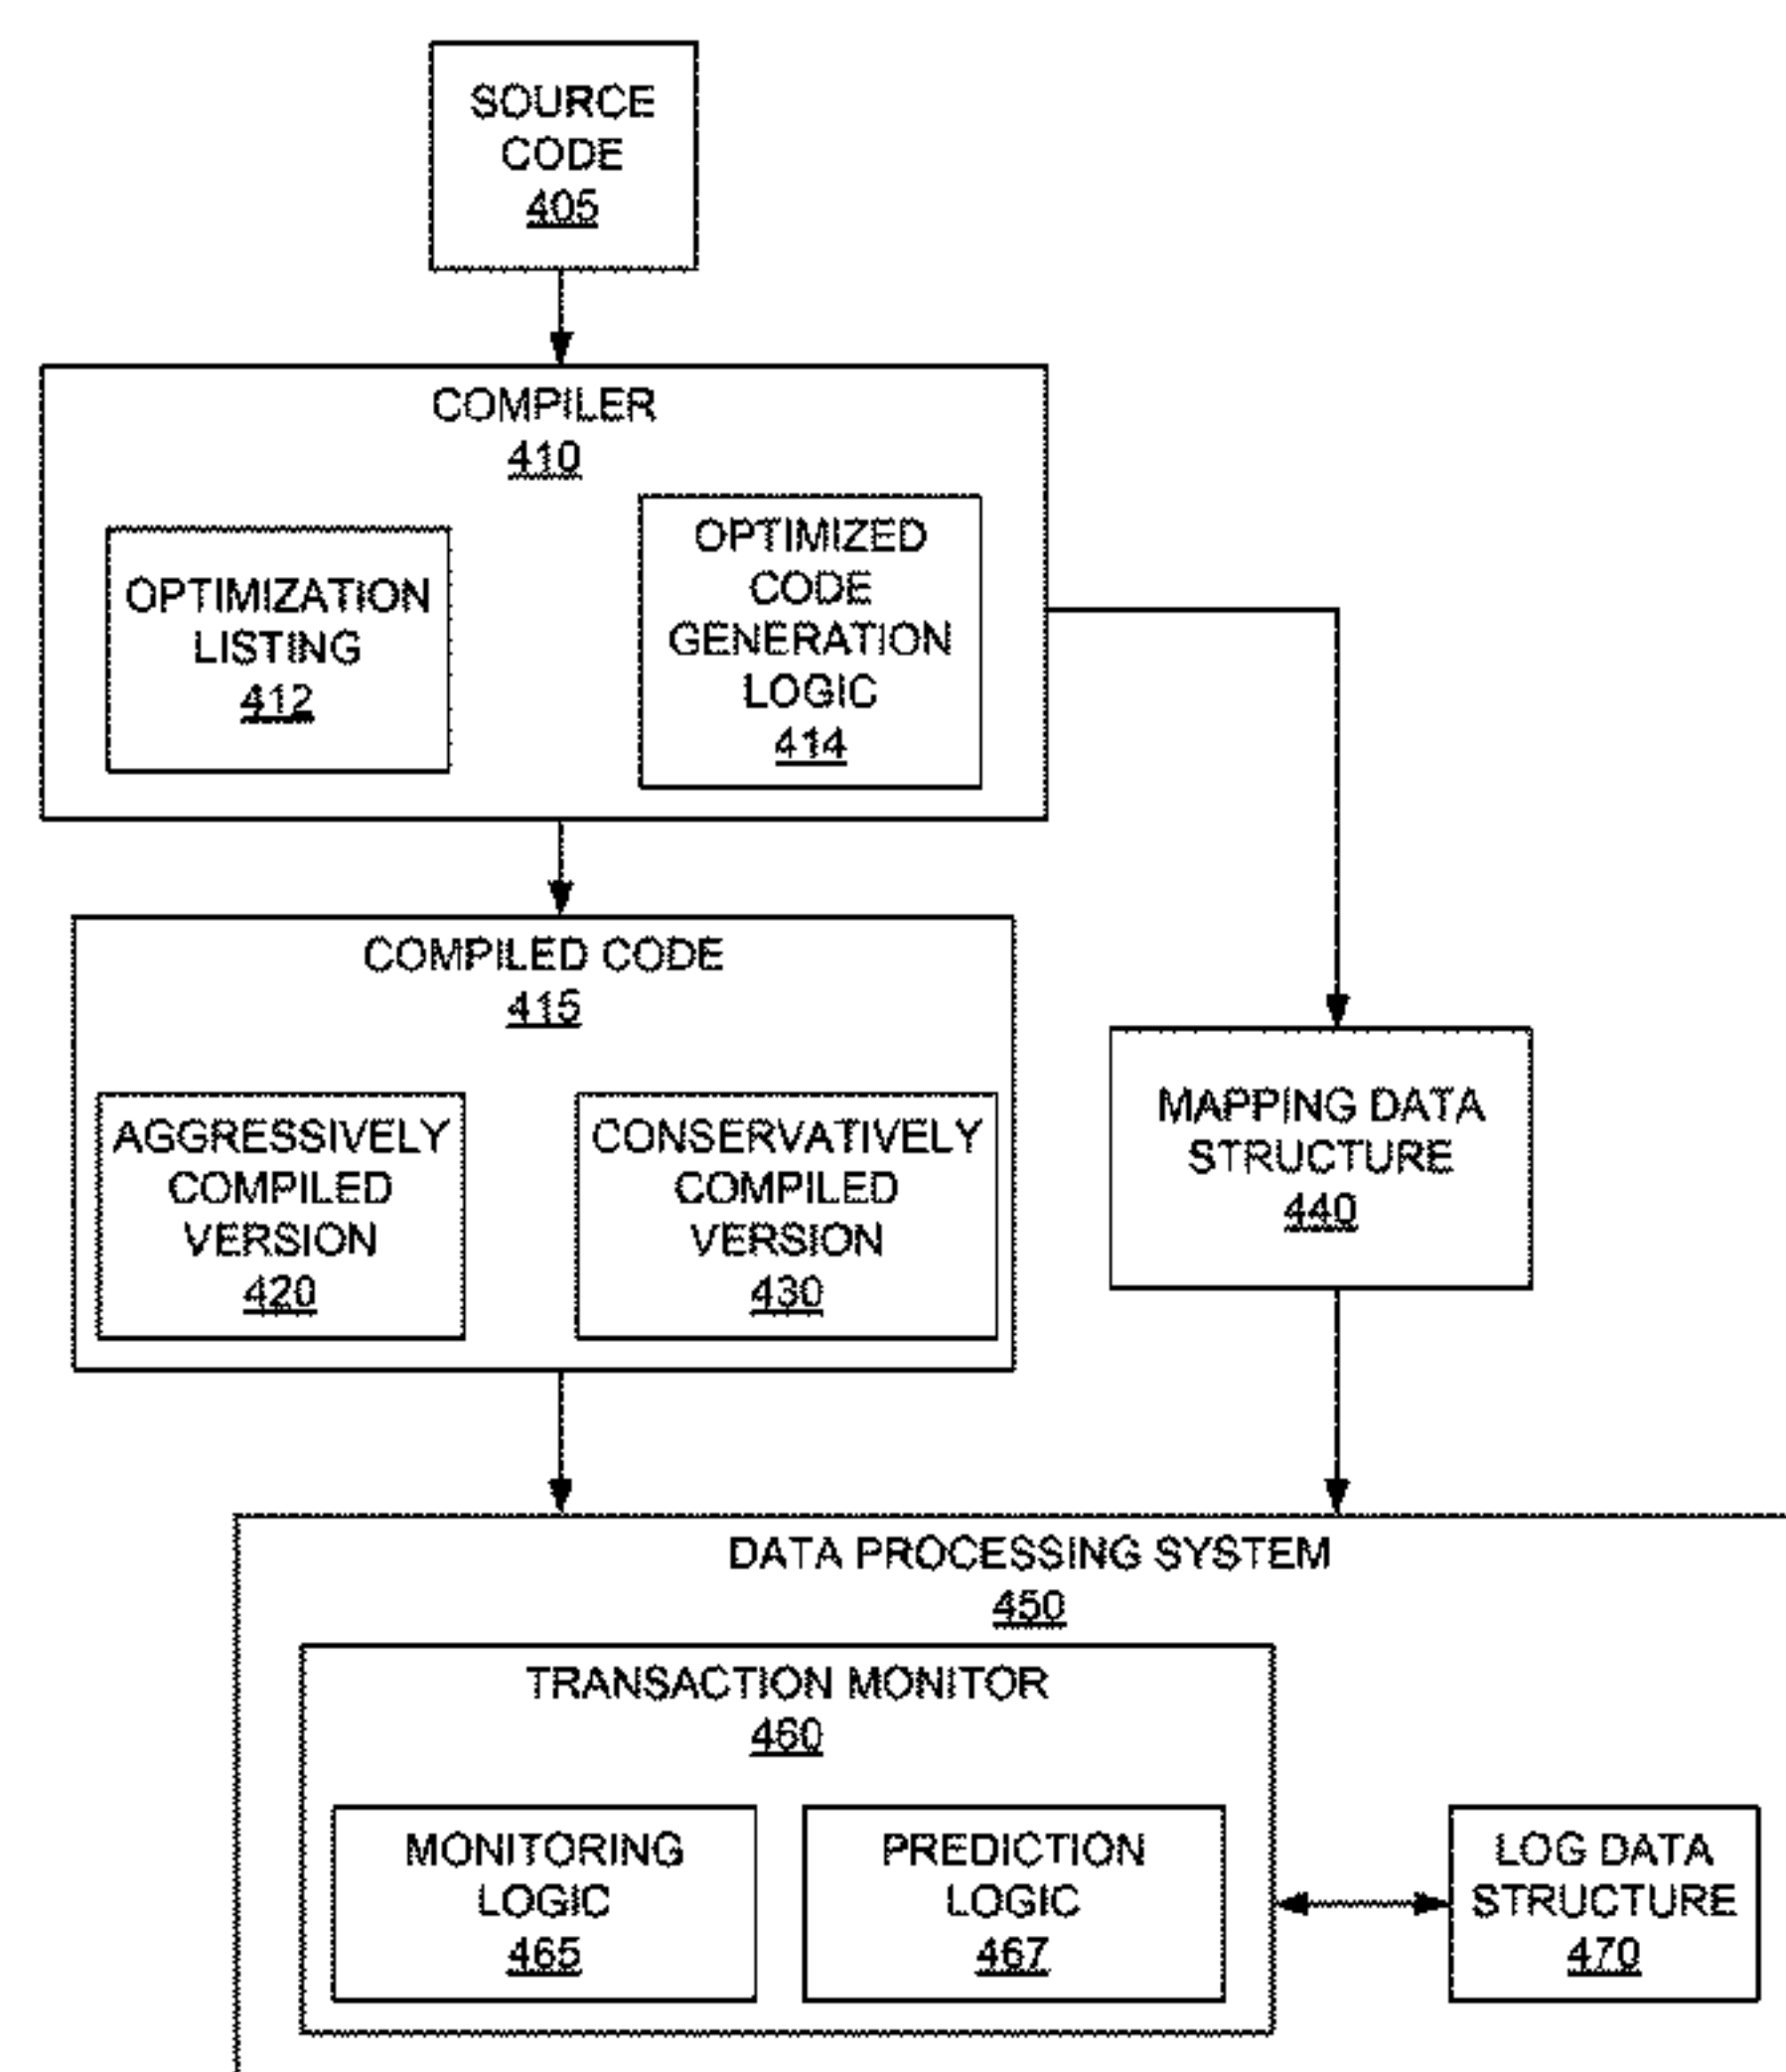 SOURCE
CODE
405
COMPILER
410
OPTIMIZATION
LISTING
412
OPTIMIZED
CODE
GENERATION
LOGIC
414
COMPILED CODE
415
AGGRESSIVELY
COMPILED
VERSION
420
CONSERVATIVELY
COMPILED
VERSION
430
MAPPING DATA
STRUCTURE
440
DATA PROCESSING SYSTEM
450
TRANSACTION MONITOR
460
MONITORING
LOGIC
465
PREDICTION
LOGIC
467
LOG DATA
STRUCTURE
470